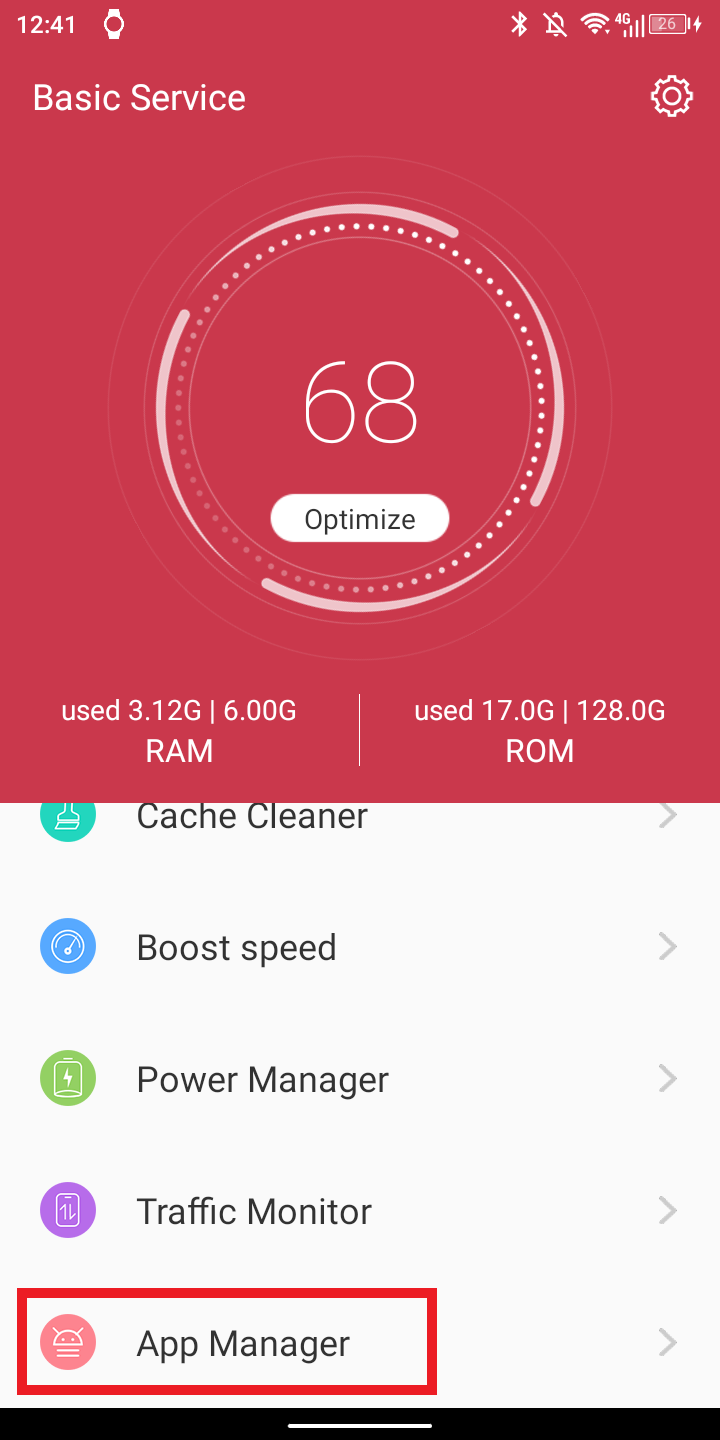 12:41
4G
26
Basic Service
68
Optimize
used 3.12G | 6.00G
RAM
used 17.0G | 128.0G
ROM
Cache Cleaner
Boost speed
Power Manager
Traffic Monitor
App Manager